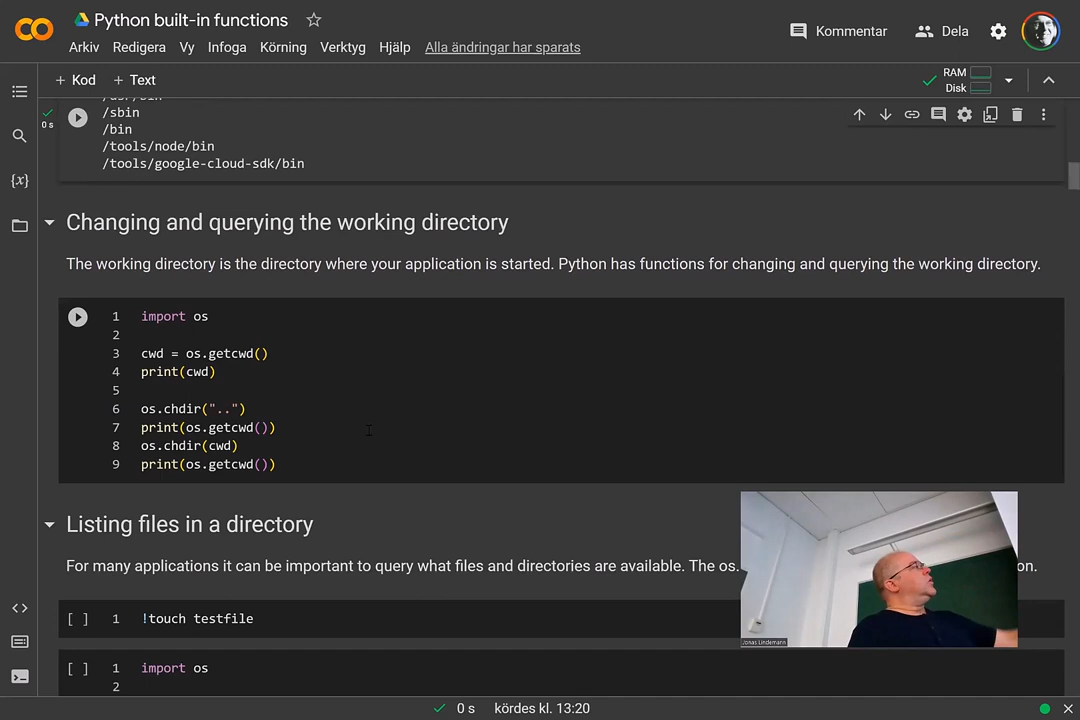 Python built-in functions
Arkiv Redigera Vy Infoga Körning Verktyg Hjälp Alla ändringar har sparats
Kommentar Dela
+ Kod + Text
RAM
Disk
/usr/bin
/sbin
/bin
/tools/node/bin
/tools/google-cloud-sdk/bin
0 s
Changing and querying the working directory
The working directory is the directory where your application is started. Python has functions for changing and querying the working directory.
1 import os
2
3 cwd = os.getcwd()
4 print(cwd)
5
6 os.chdir("..")
7 print(os.getcwd())
8 os.chdir(cwd)
9 print(os.getcwd())
Listing files in a directory
For many applications it can be important to query what files and directories are available. The os.
on.
[ ] 1 !touch testfile
[ ] 1 import os
2
Jonas Lindemann
0 s kördes kl. 13:20